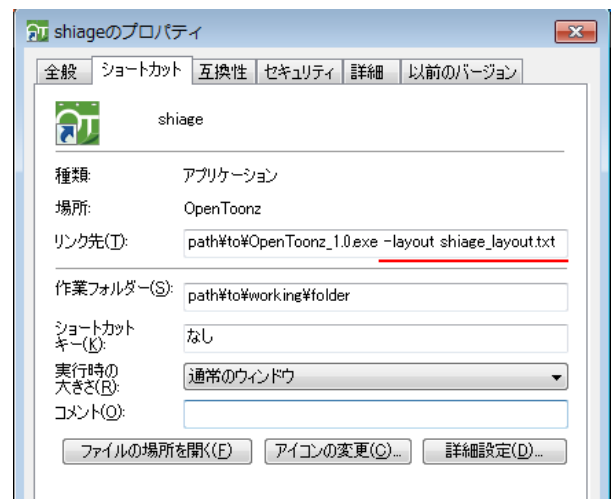 shiageのプロパティ
全般 ショートカット 互換性 セキュリティ 詳細 以前のバージョン
shiage
種類: アプリケーション
場所: OpenToonz
リンク先(T): path¥to¥OpenToonz_1.0.exe -layout shiage_layout.txt
作業フォルダー(S): path¥to¥working¥folder
ショートカット
キー(K): なし
実行時の
大きさ(R): 通常のウィンドウ
コメント(O):
ファイルの場所を開く(F) アイコンの変更(C)... 詳細設定(D)...